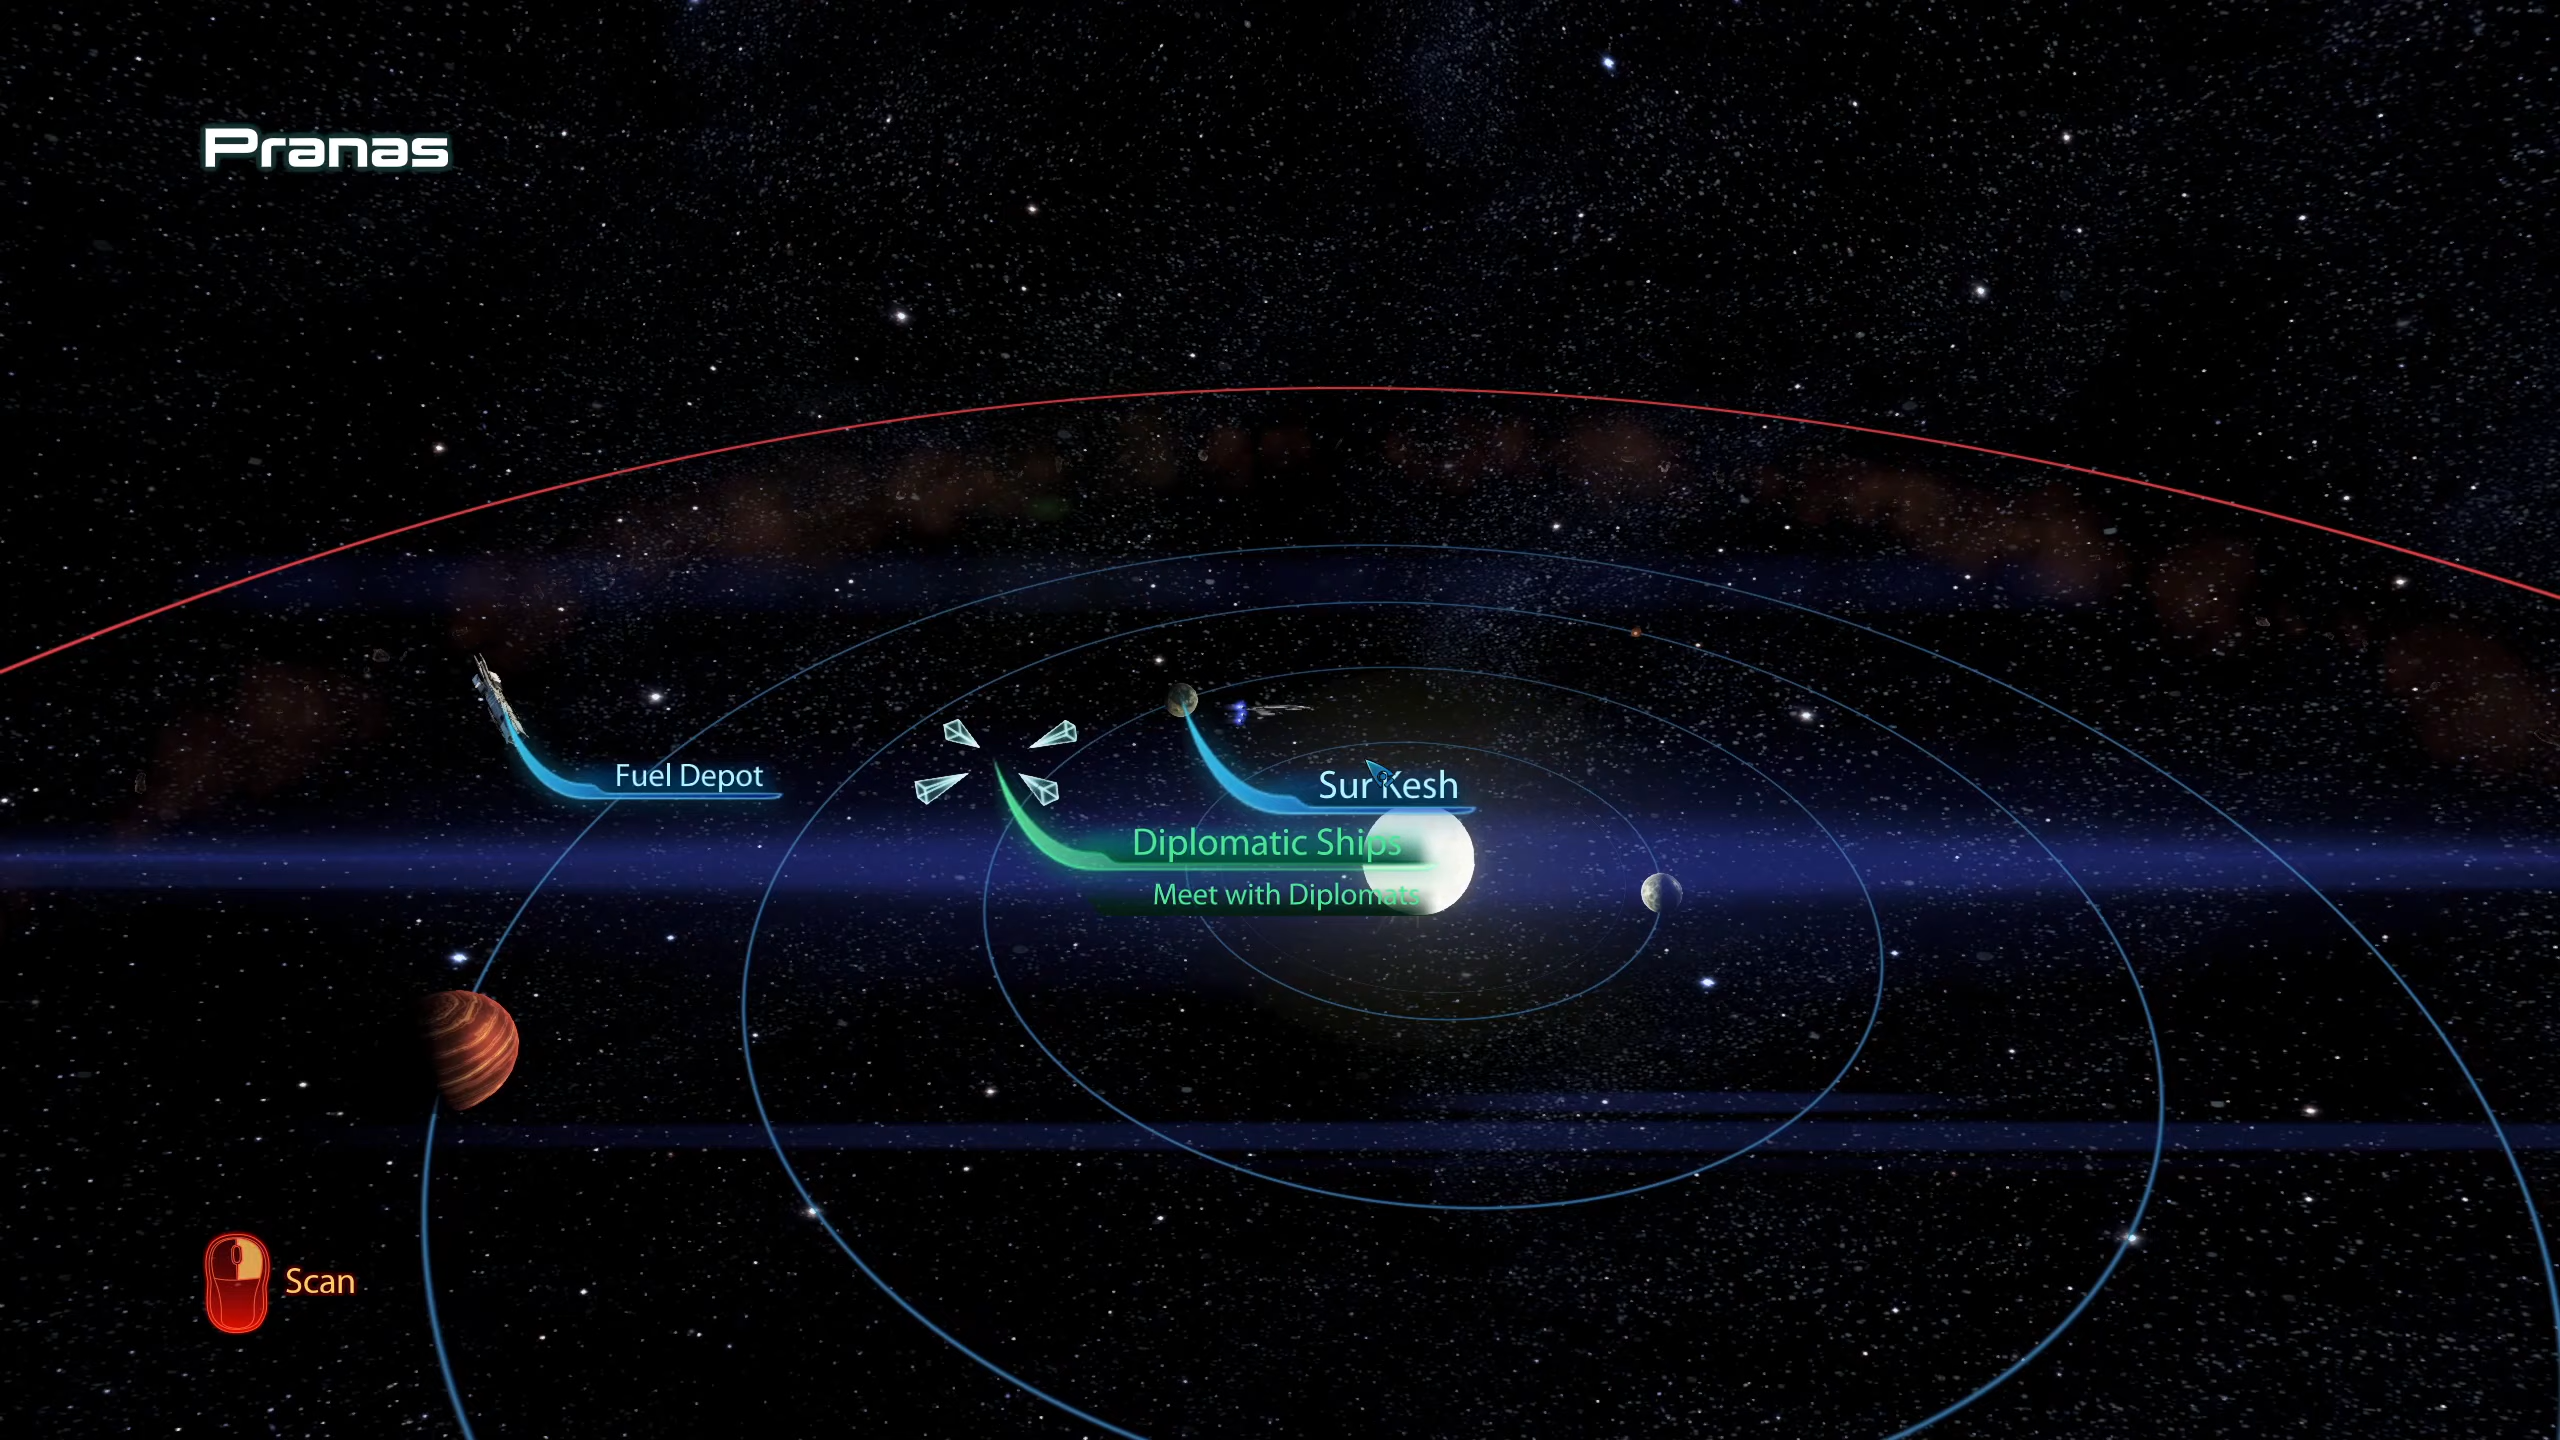 Pranas
Fuel Depot
Sur'Kesh
Diplomatic Ships
Meet with Diplomats
Scan